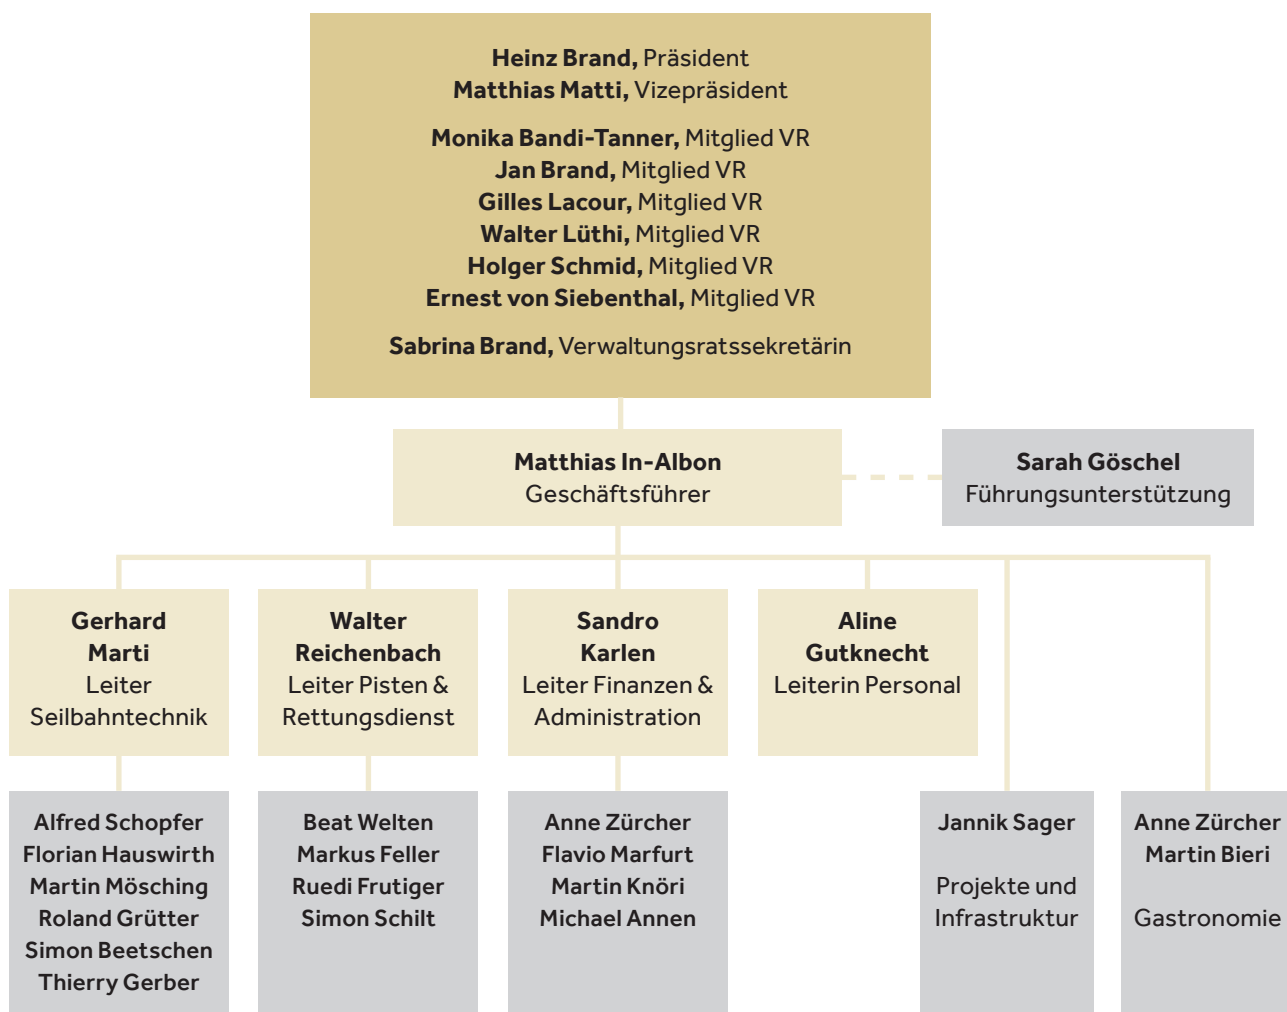 Heinz Brand, Präsident
Matthias Matti, Vizepräsident
Monika Bandi-Tanner, Mitglied VR
Jan Brand, Mitglied VR
Gilles Lacour, Mitglied VR
Walter Lüthi, Mitglied VR
Holger Schmid, Mitglied VR
Ernest von Siebenthal, Mitglied VR
Sabrina Brand, Verwaltungsratssekretärin
Matthias In-Albon
Geschäftsführer
Sarah Göschel
Führungsunterstützung
Gerhard
Marti
Leiter
Seilbahntechnik
Walter
Reichenbach
Leiter Pisten &
Rettungsdienst
Sandro
Karlen
Leiter Finanzen &
Administration
Aline
Gutknecht
Leiterin Personal
Alfred Schopfer
Florian Hauswirth
Martin Mösching
Roland Grütter
Simon Beetschen
Thierry Gerber
Beat Welten
Markus Feller
Ruedi Frutiger
Simon Schilt
Anne Zürcher
Flavio Marfurt
Martin Knöri
Michael Annen
Jannik Sager
Projekte und
Infrastruktur
Anne Zürcher
Martin Bieri
Gastronomie